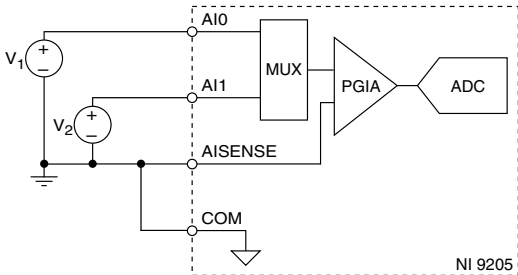 AI0
V1
+
−
MUX
PGIA
ADC
AI1
V2
+
−
AISENSE
COM
NI 9205